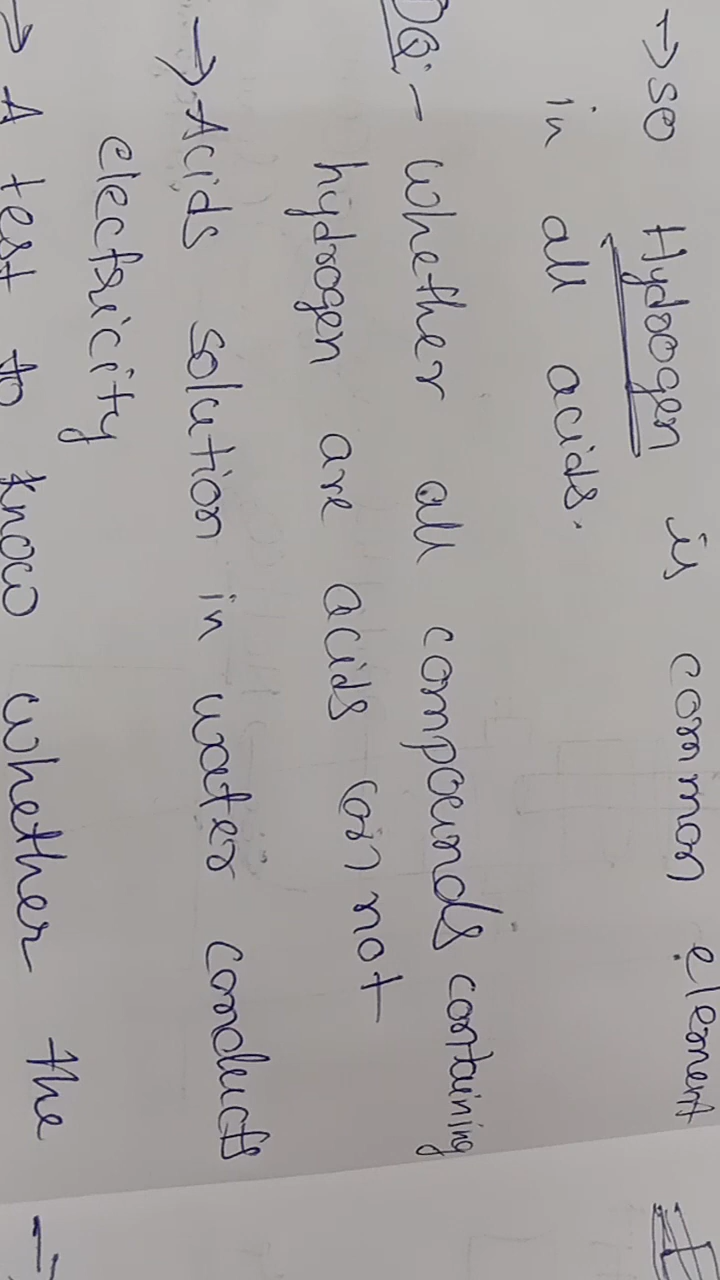 → so Hydrogen is common element
in all acids.
DQ:- Whether all compounds containing
hydrogen are acids (or) not
→ Acids solution in water conducts
electricity
→ A test to know whether the